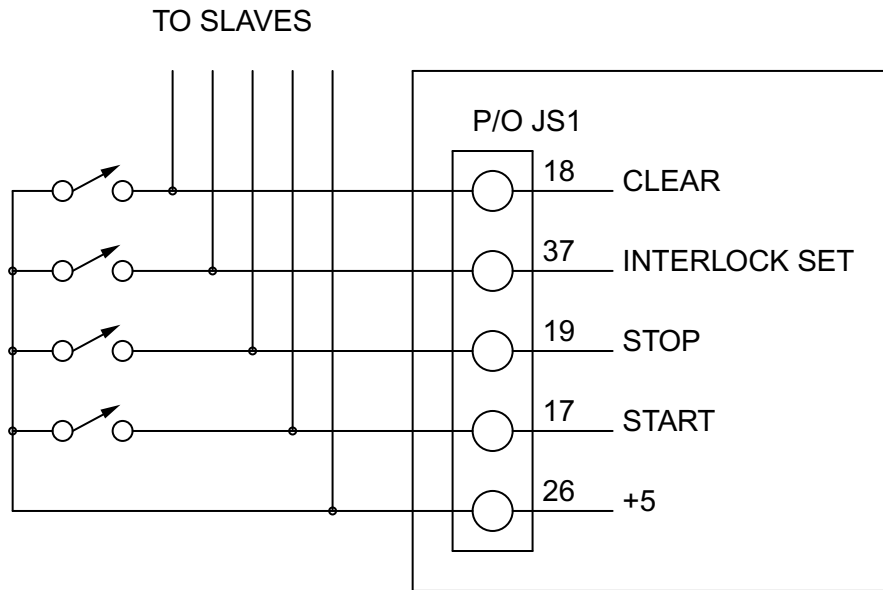 TO SLAVES
P/O JS1
18 CLEAR
37 INTERLOCK SET
19 STOP
17 START
26 +5